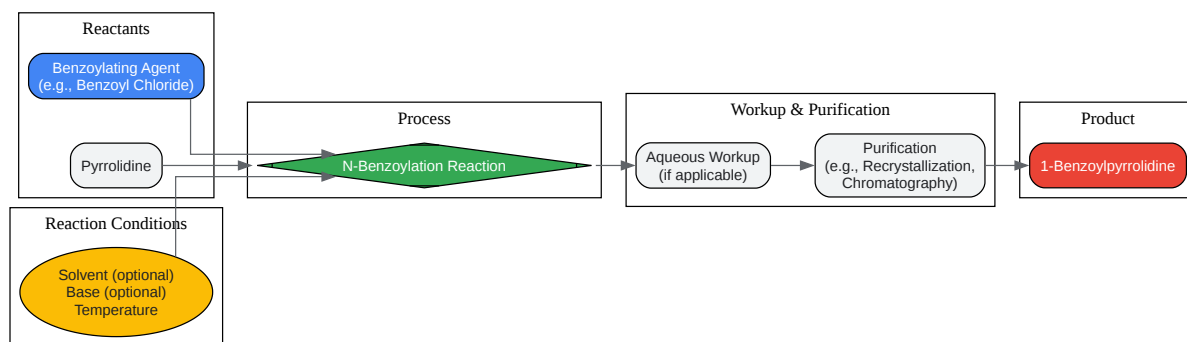 Reactants
Benzoylating Agent
(e.g., Benzoyl Chloride)
Pyrrolidine
Reaction Conditions
Solvent (optional)
Base (optional)
Temperature
Process
N-Benzoylation Reaction
Workup & Purification
Aqueous Workup
(if applicable)
Purification
(e.g., Recrystallization,
Chromatography)
Product
1-Benzoylpyrrolidine